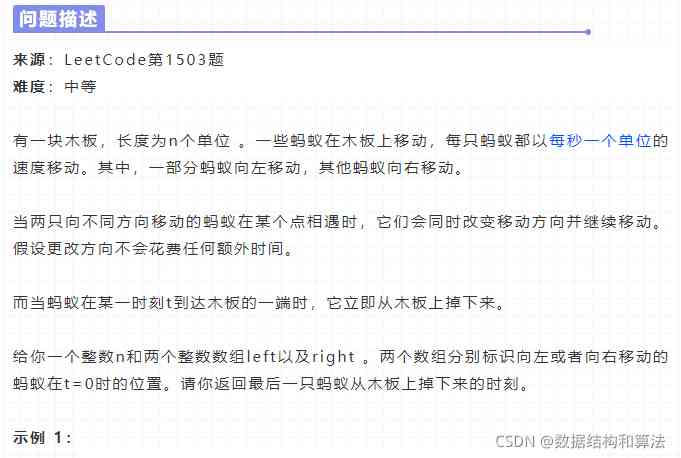 问题描述
来源：LeetCode第1503题
难度：中等
有一块木板，长度为n个单位 。一些蚂蚁在木板上移动，每只蚂蚁都以每秒一个单位的
速度移动。其中，一部分蚂蚁向左移动，其他蚂蚁向右移动。
当两只向不同方向移动的蚂蚁在某个点相遇时，它们会同时改变移动方向并继续移动。
假设更改方向不会花费任何额外时间。
而当蚂蚁在某一时刻t到达木板的一端时，它立即从木板上掉下来。
给你一个整数n和两个整数数组left以及right 。两个数组分别标识向左或者向右移动的
蚂蚁在t=0时的位置。请你返回最后一只蚂蚁从木板上掉下来的时刻。
示例 1：
CSDN @数据结构和算法